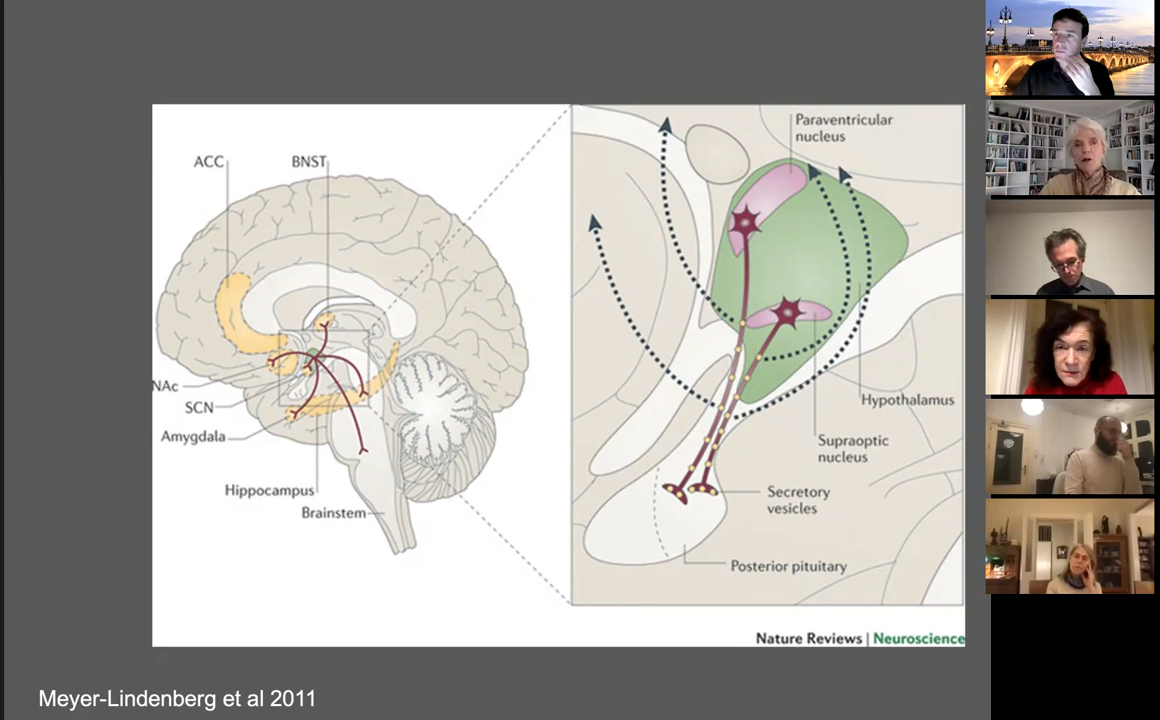 Paraventricular
nucleus
ACC
BNST
NAc
SCN
Amygdala
Hypothalamus
Supraoptic
nucleus
Hippocampus
Secretory
vesicles
Brainstem
Posterior pituitary
Nature Reviews | Neuroscience
Meyer-Lindenberg et al 2011